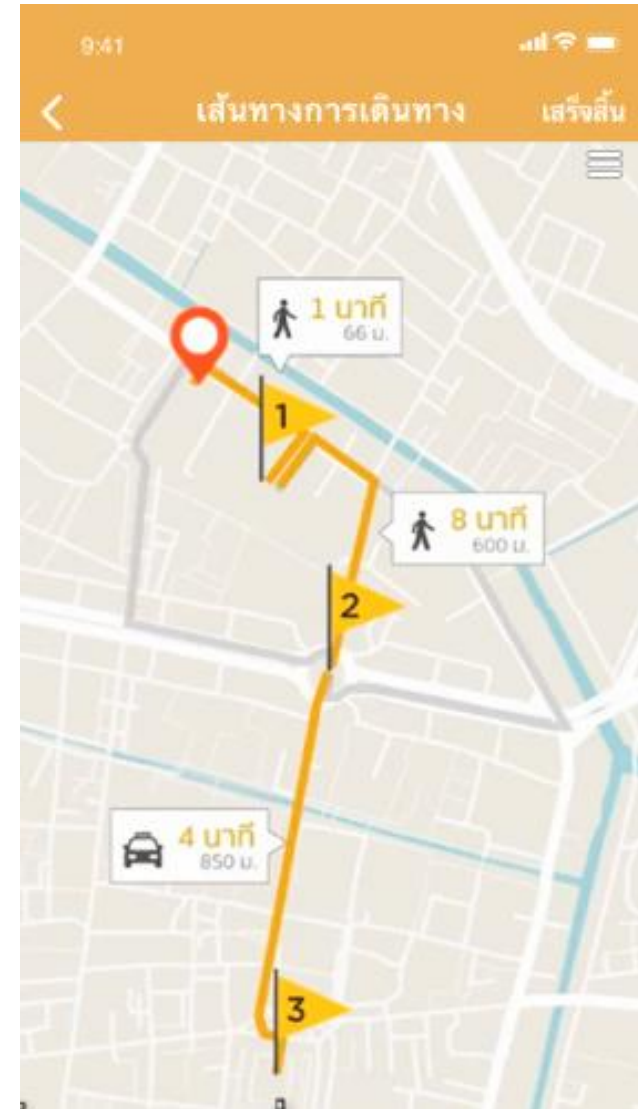 9:41
เส้นทางการเดินทาง
เสร็จสิ้น
1 นาที
66 ม.
1
8 นาที
600 ม.
2
4 นาที
850 ม.
3